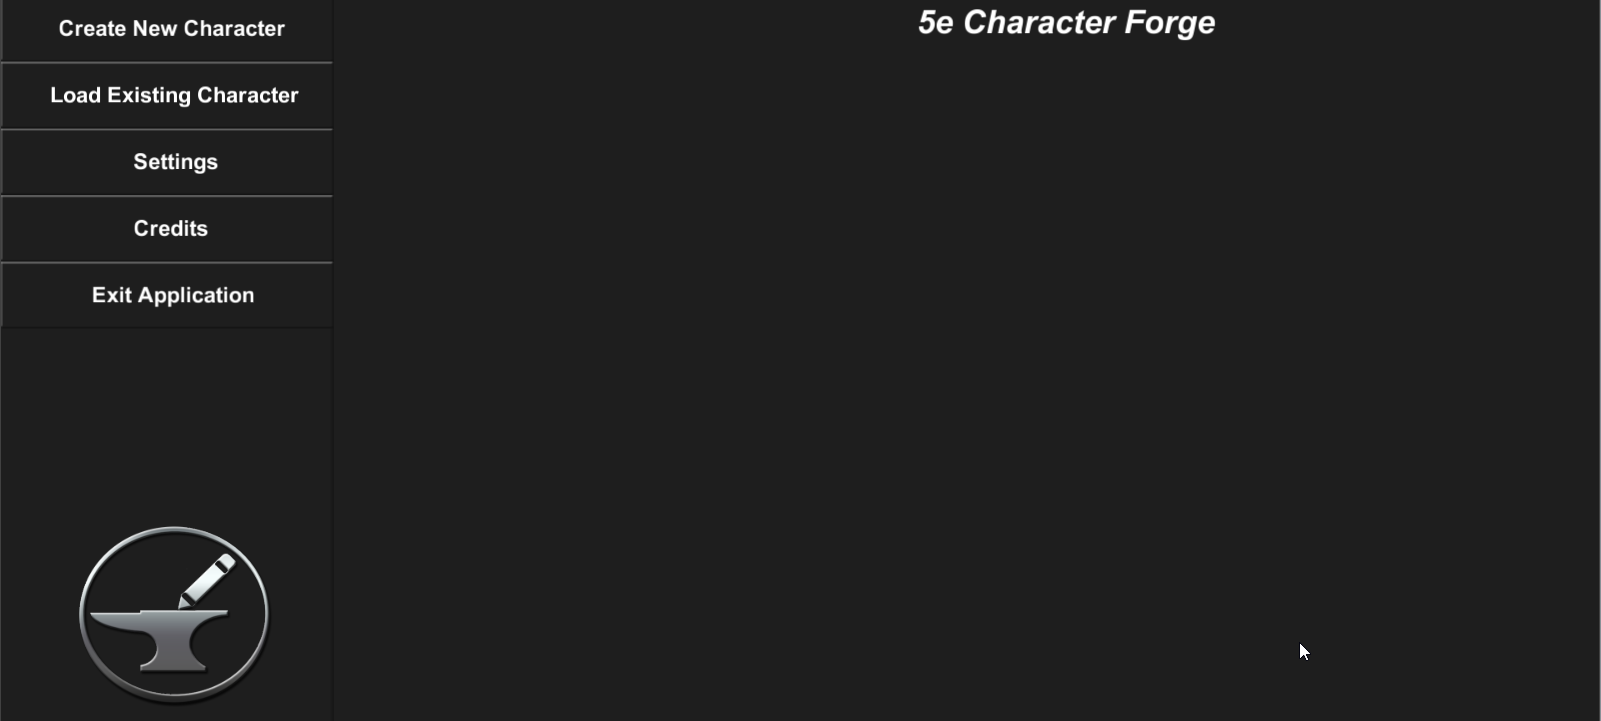 5e Character Forge
Create New Character
Load Existing Character
Settings
Credits
Exit Application